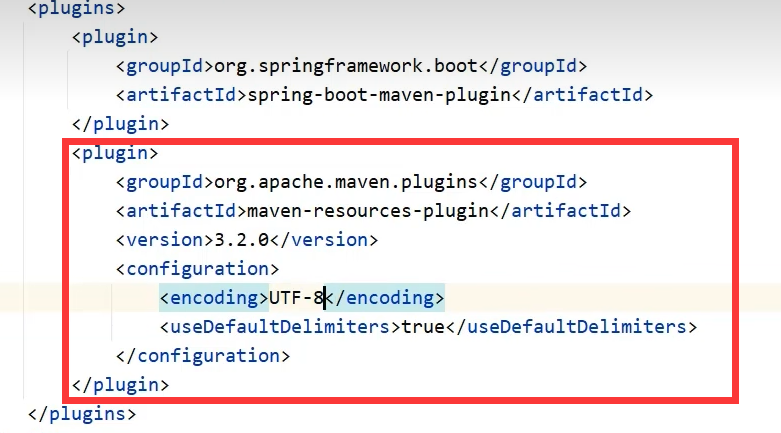 <plugins>
<plugin>
<groupId>org.springframework.boot</groupId>
<artifactId>spring-boot-maven-plugin</artifactId>
</plugin>
<plugin>
<groupId>org.apache.maven.plugins</groupId>
<artifactId>maven-resources-plugin</artifactId>
<version>3.2.0</version>
<configuration>
<encoding>UTF-8</encoding>
<useDefaultDelimiters>true</useDefaultDelimiters>
</configuration>
</plugin>
</plugins>